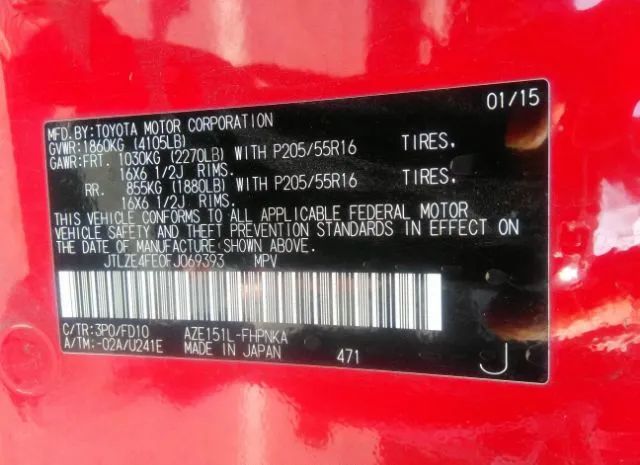 01/15
MFD.BY:TOYOTA MOTOR CORPORATION
GVWR:1860KG (4105LB)
GAWR:FRT. 1030KG (2270LB) WITH P205/55R16 TIRES.
16X6 1/2J RIMS.
RR. 855KG (1880LB) WITH P205/55R16 TIRES.
16X6 1/2J RIMS.
THIS VEHICLE CONFORMS TO ALL APPLICABLE FEDERAL MOTOR
VEHICLE SAFETY AND THEFT PREVENTION STANDARDS IN EFFECT ON
THE DATE OF MANUFACTURE SHOWN ABOVE.
JTLZE4FE0FJ069393 MPV
C/TR:3P0/FD10 AZE151L-FHPNKA
A/TM:-02A/U241E MADE IN JAPAN 471 J